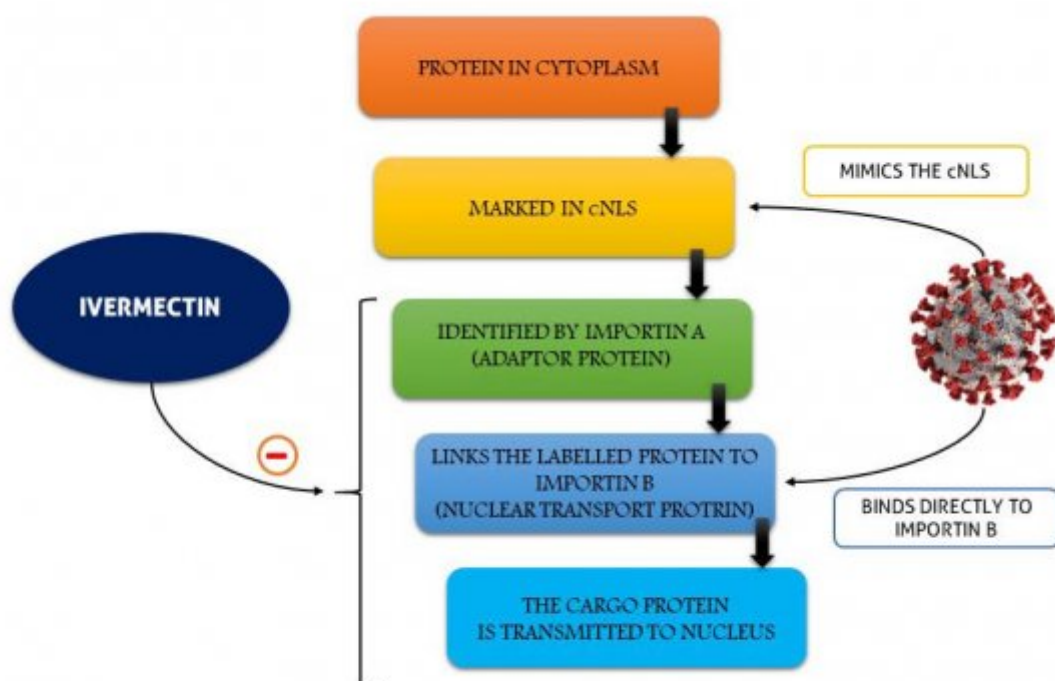 PROTEIN IN CYTOPLASM
MARKED IN cNLS
MIMICS THE cNLS
IVERMECTIN
IDENTIFIED BY IMPORTIN A
(ADAPTOR PROTEIN)
LINKS THE LABELLED PROTEIN TO
IMPORTIN B
(NUCLEAR TRANSPORT PROTRIN)
BINDS DIRECTLY TO
IMPORTIN B
THE CARGO PROTEIN
IS TRANSMITTED TO NUCLEUS